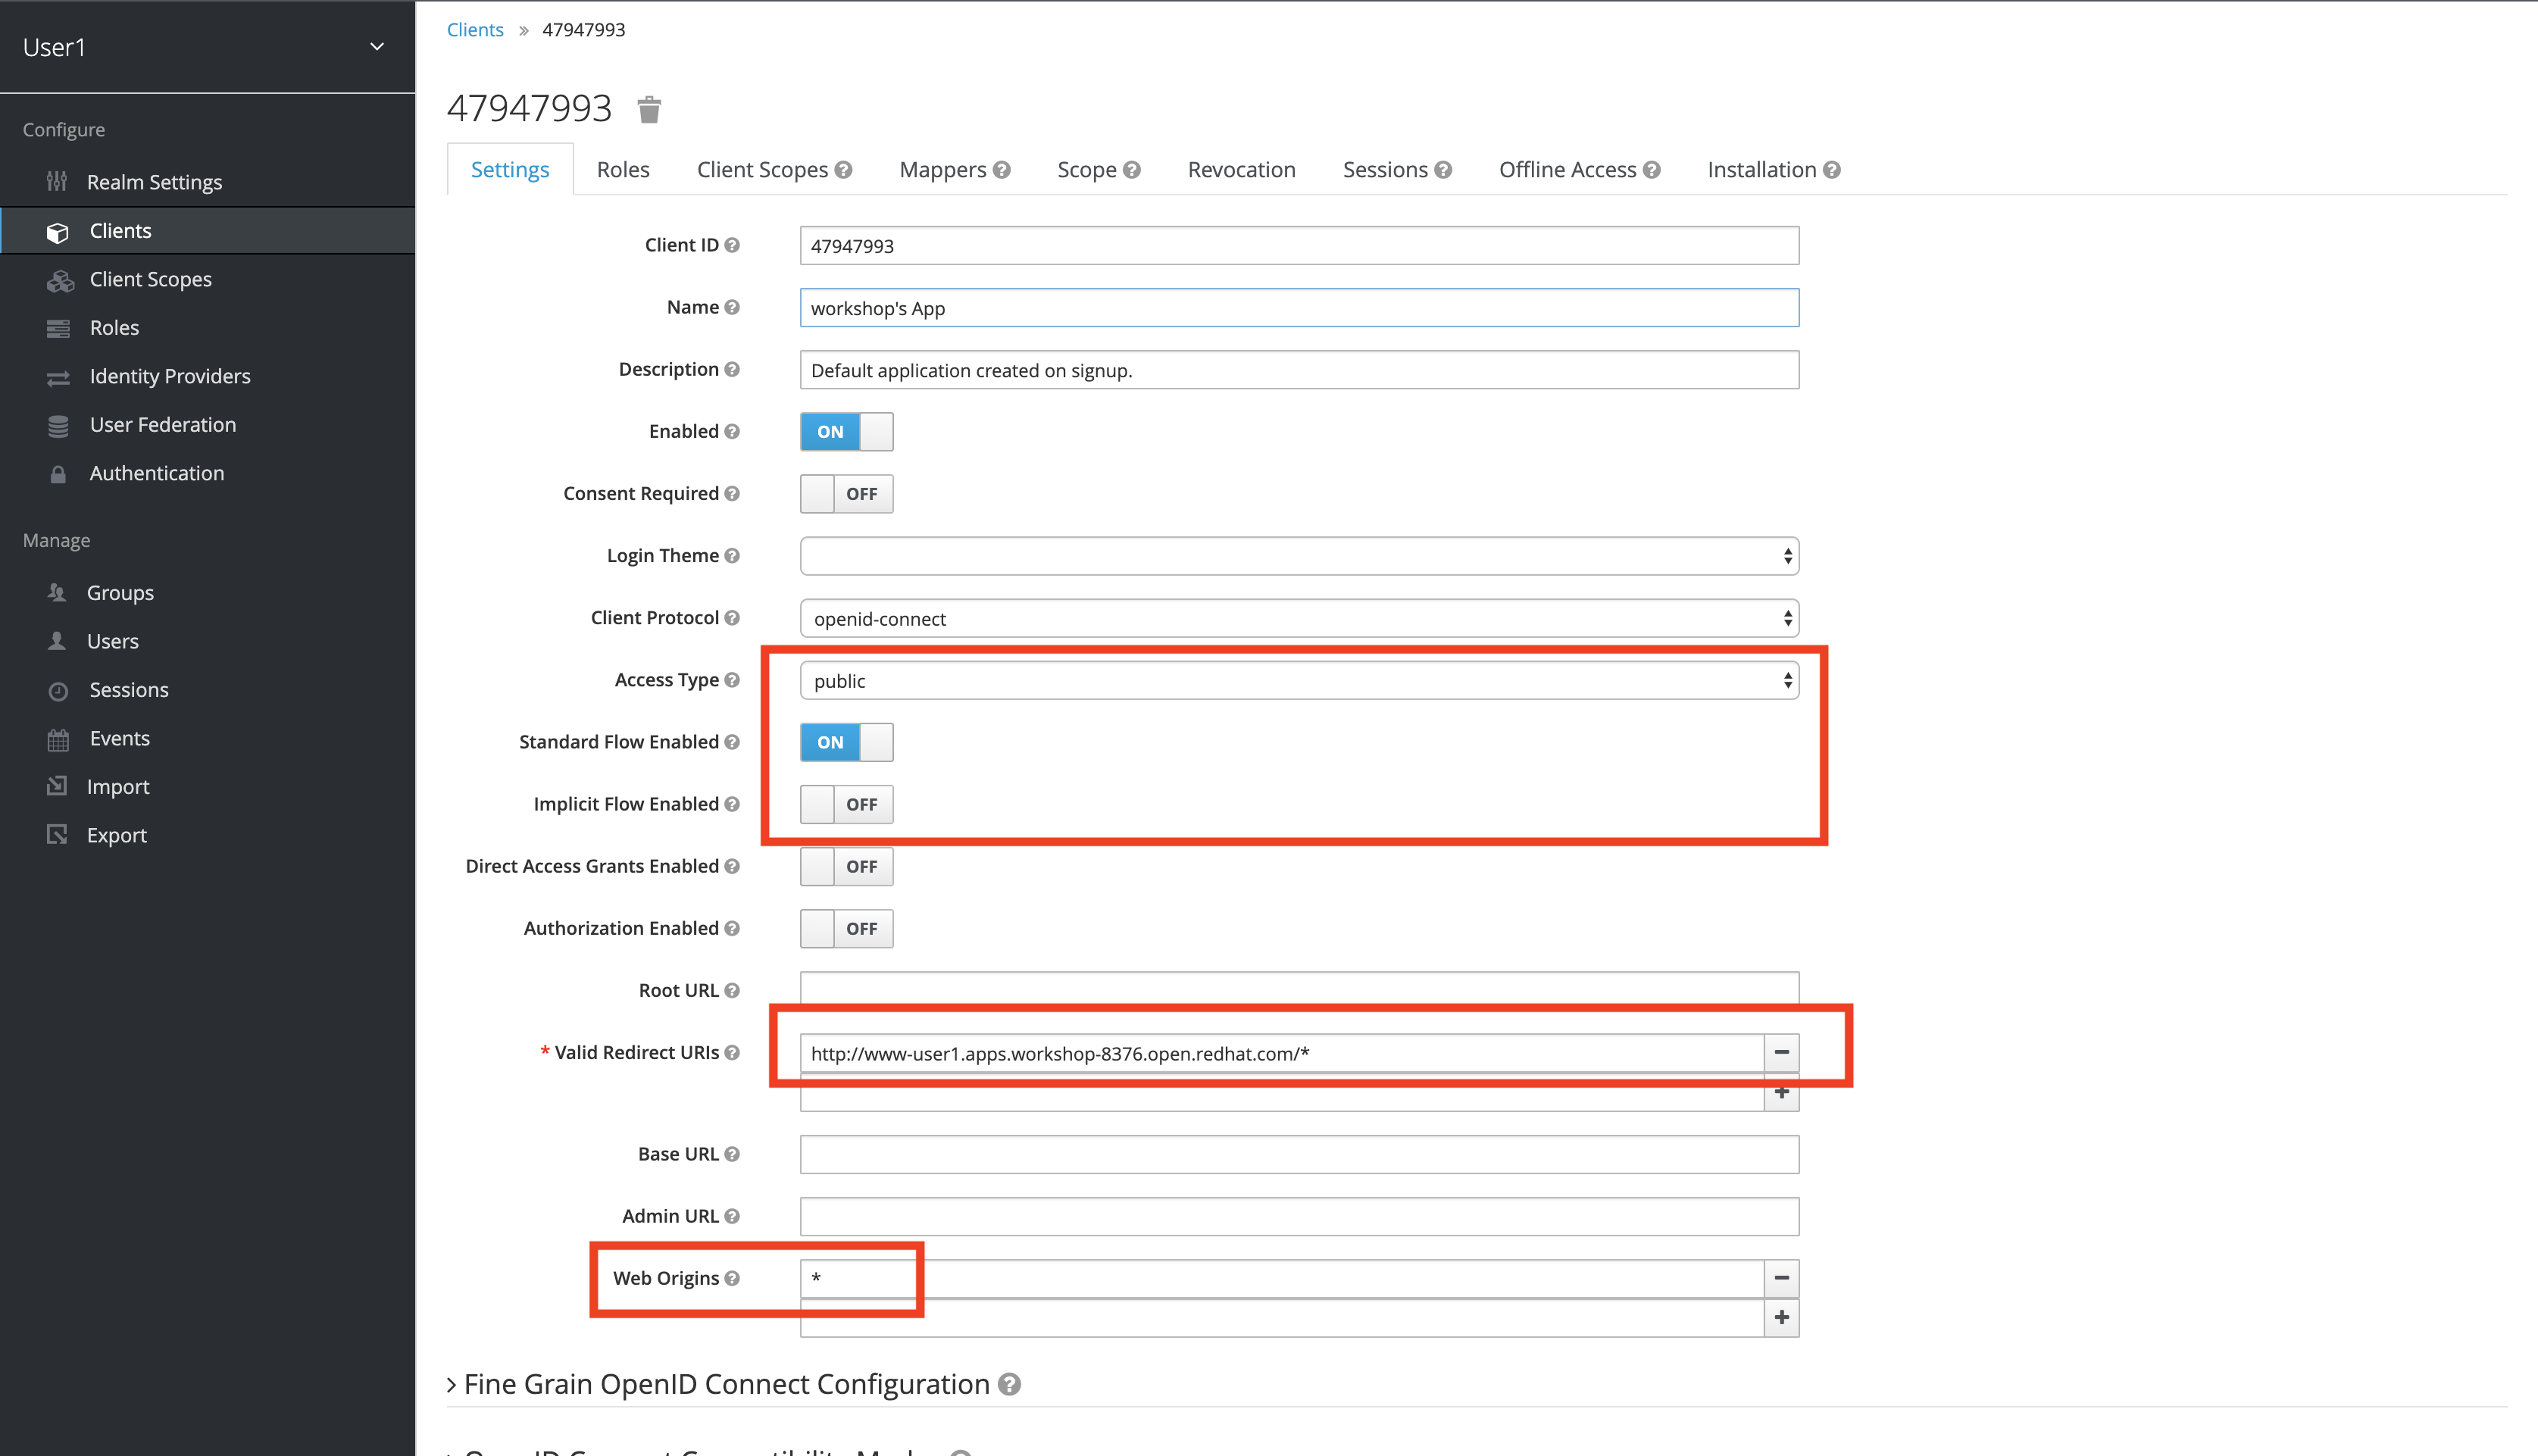 User1
Configure
Realm Settings
Clients
Client Scopes
Roles
Identity Providers
User Federation
Authentication
Manage
Groups
Users
Sessions
Events
Import
Export
Clients » 47947993
47947993
Settings Roles Client Scopes Mappers Scope Revocation Sessions Offline Access Installation
Client ID 47947993
Name workshop's App
Description Default application created on signup.
Enabled ON
Consent Required OFF
Login Theme
Client Protocol openid-connect
Access Type public
Standard Flow Enabled ON
Implicit Flow Enabled OFF
Direct Access Grants Enabled OFF
Authorization Enabled OFF
Root URL
* Valid Redirect URIs http://www-user1.apps.workshop-8376.open.redhat.com/*
Base URL
Admin URL
Web Origins *
Fine Grain OpenID Connect Configuration